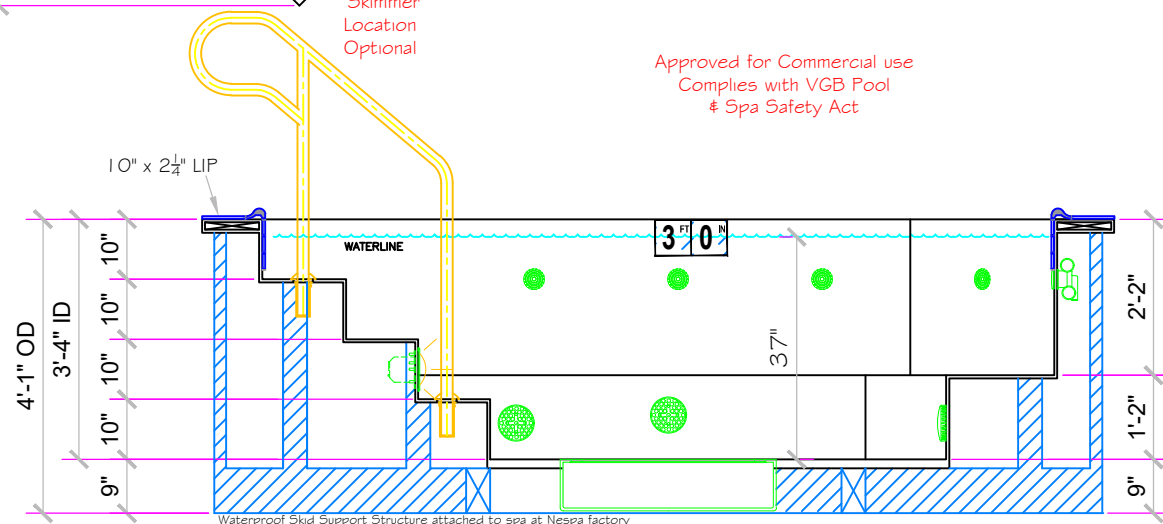 Skimmer
Location
Optional
Approved for Commercial use
Complies with VGB Pool
& Spa Safety Act
10" x 2¼" LIP
WATERLINE
3 FT 0 IN
4'-1" OD
3'-4" ID
10"
10"
10"
10"
9"
37"
2'-2"
1'-2"
9"
Waterproof Skid Support Structure attached to spa at Nespa factory